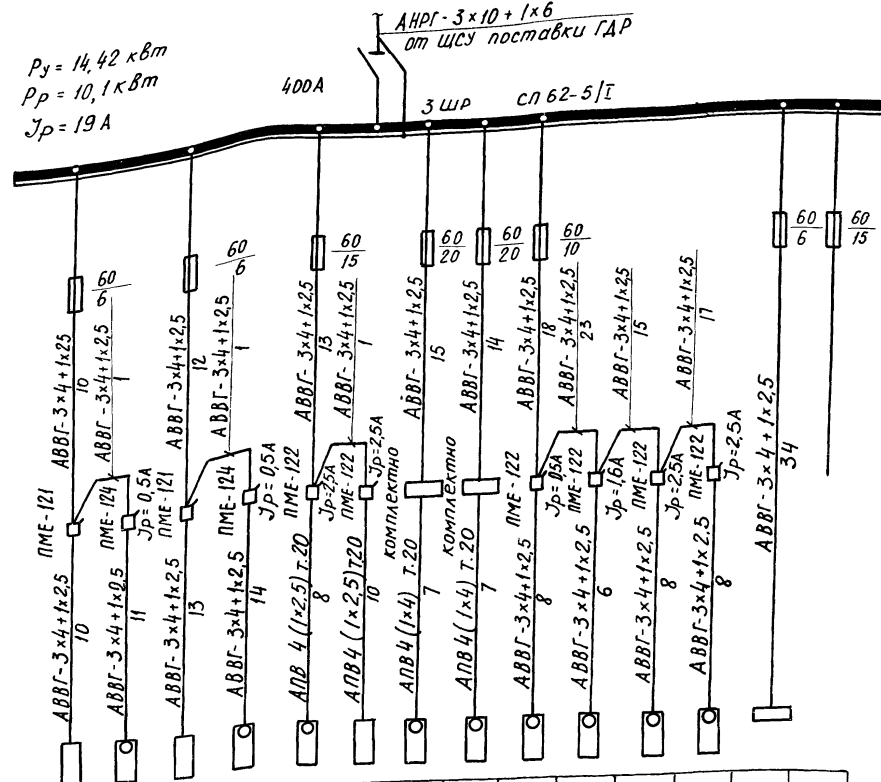 АНРГ-3×10+1×6
от ЩСУ поставки ГДР
Ру = 14,42 квт
Рр = 10,1 квт
Jр = 19 А
400А
3 ШР
СП 62-5/I
60/6
60/6
60/15
60/20
60/20
60/10
60/6
60/15
АВВГ-3×4+1×25
10
АВВГ-3×4+1×2,5
1
АВВГ-3×4+1×2,5
12
АВВГ-3×4+1×2,5
1
АВВГ-3×4+1×2,5
13
АВВГ-3×4+1×2,5
1
АВВГ-3×4+1×2,5
15
АВВГ-3×4+1×2,5
14
АВВГ-3×4+1×2,5
18
АВВГ-3×4+1×2,5
23
АВВГ-3×4+1×2,5
15
АВВГ-3×4+1×2,5
17
АВВГ-3×4+1×2,5
34
ПМЕ-121
ПМЕ-124
Jр=0,5А
ПМЕ-121
ПМЕ-124
Jр=0,5А
ПМЕ-122
Jр=2,5А
ПМЕ-122
Jр=2,5А
комплектно
комплектно
ПМЕ-122
Jр=0,5А
ПМЕ-122
Jр=1,6А
Jр=2,5А
ПМЕ-122
Jр=2,5А
АВВГ-3×4+1×2,5
10
АВВГ-3×4+1×2,5
11
АВВГ-3×4+1×2,5
13
АВВГ-3×4+1×2,5
14
АПВ 4(1×2,5) т.20
8
АПВ4(1×2,5)т20
10
АПВ4(1×4) т.20
7
АПВ4(1×4) т.20
7
АВВГ-3×4+1×2,5
8
АВВГ-3×4+1×2,5
6
АВВГ-3×4+1×2,5
8
АВВГ-3×4+1×2,5
8